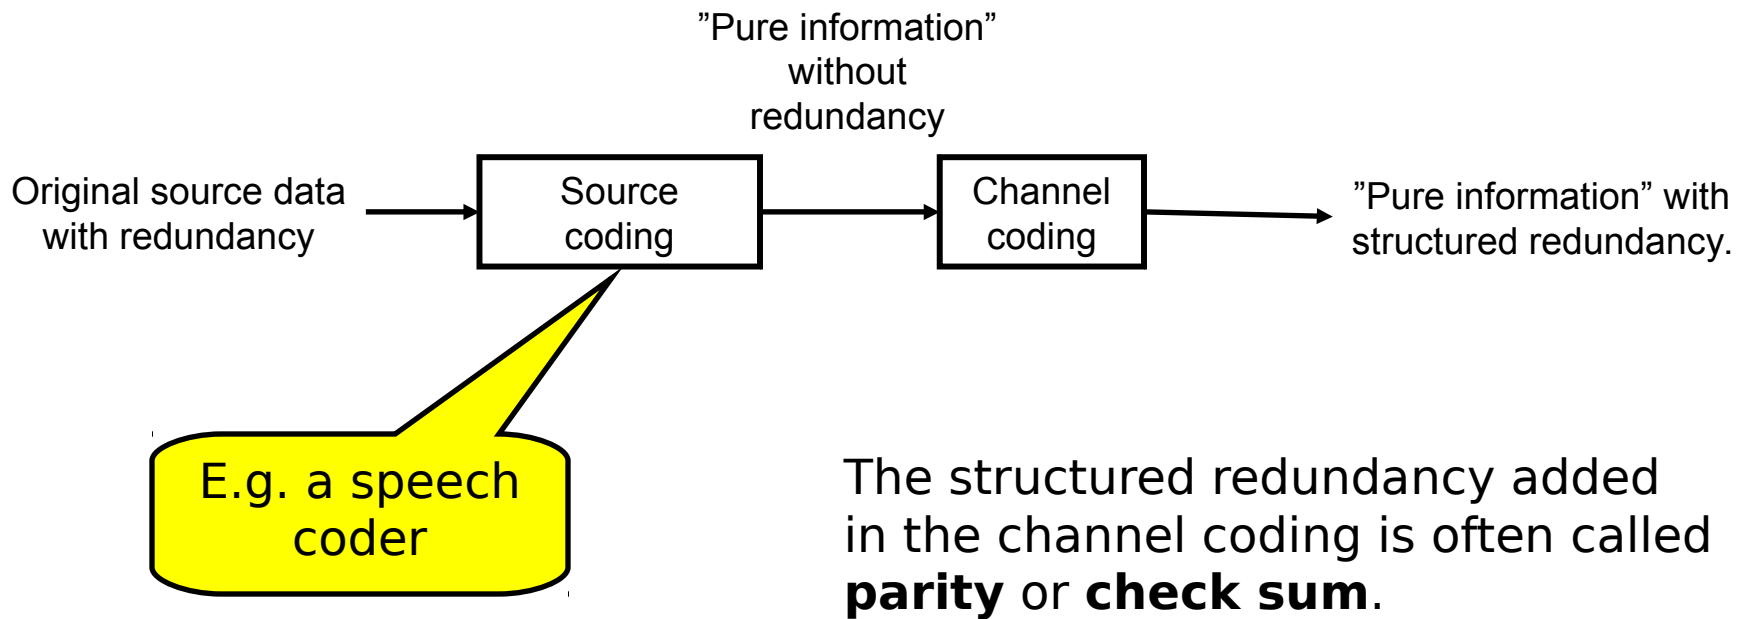 ”Pure information”
without
redundancy
Original source data
with redundancy
Source
coding
Channel
coding
”Pure information” with
structured redundancy.
E.g. a speech
coder
The structured redundancy added
in the channel coding is often called
parity or check sum.